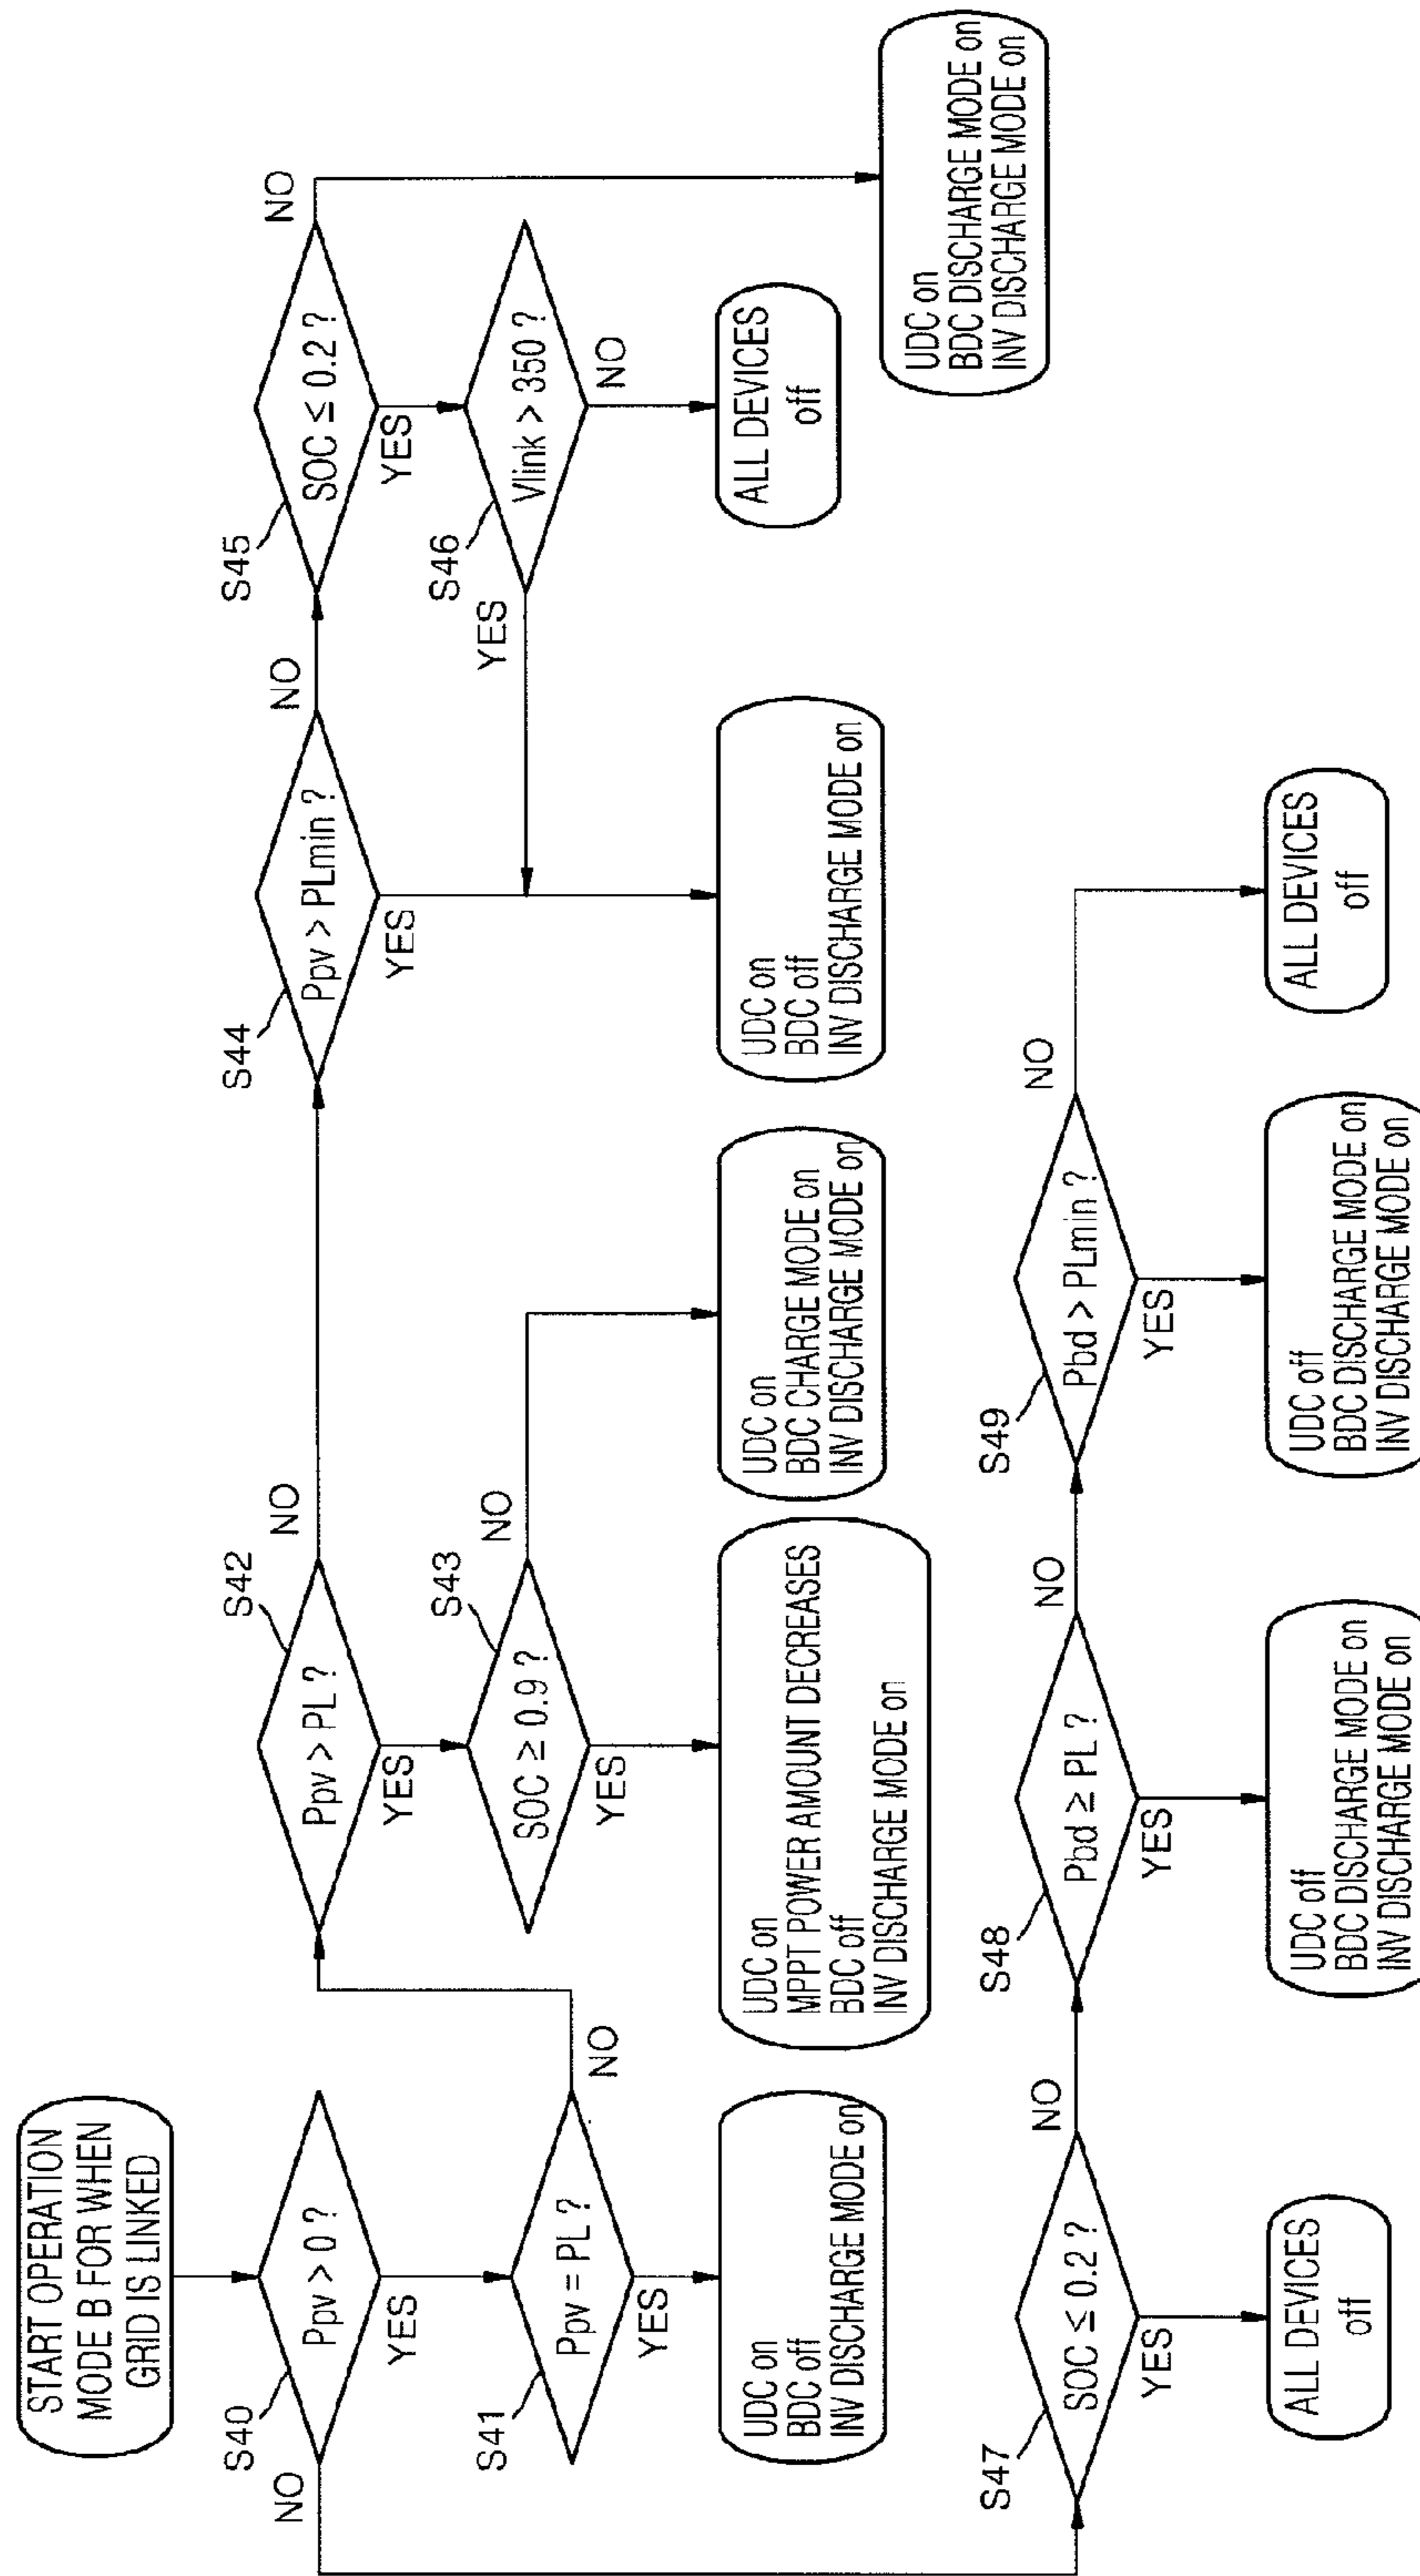 START OPERATION
MODE B FOR WHEN
GRID IS LINKED
S40
Ppv > 0 ?
NO
YES
S41
Ppv = PL ?
NO
YES
UDC on
BDC off
INV DISCHARGE MODE on
S42
Ppv > PL ?
NO
YES
S43
SOC ≥ 0.9 ?
NO
YES
UDC on
MPPT POWER AMOUNT DECREASES
BDC off
INV DISCHARGE MODE on
UDC on
BDC CHARGE MODE on
INV DISCHARGE MODE on
S44
Ppv > PLmin ?
NO
YES
UDC on
BDC off
INV DISCHARGE MODE on
S45
SOC ≤ 0.2 ?
NO
YES
S46
Vlink > 350 ?
YES
NO
ALL DEVICES
off
UDC on
BDC DISCHARGE MODE on
INV DISCHARGE MODE on
S47
SOC ≤ 0.2 ?
NO
YES
ALL DEVICES
off
S48
Pbd ≥ PL ?
NO
YES
UDC off
BDC DISCHARGE MODE on
INV DISCHARGE MODE on
S49
Pbd > PLmin ?
NO
YES
UDC off
BDC DISCHARGE MODE on
INV DISCHARGE MODE on
ALL DEVICES
off